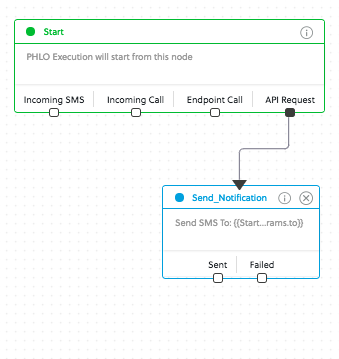 Start
PHLO Execution will start from this node
Incoming SMS Incoming Call Endpoint Call API Request
Send_Notification
Send SMS To: {{Start...rams.to}}
Sent Failed